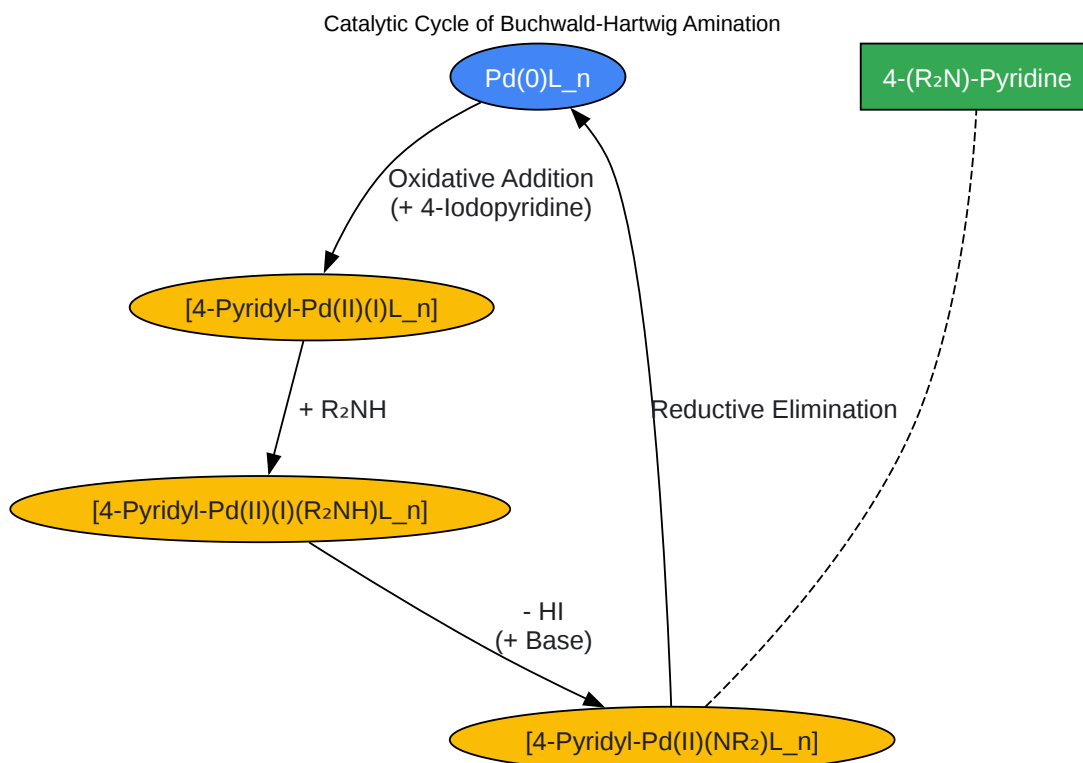 Catalytic Cycle of Buchwald-Hartwig Amination
Pd(0)L_n
4-(R₂N)-Pyridine
Oxidative Addition
(+ 4-Iodopyridine)
[4-Pyridyl-Pd(II)(I)L_n]
+ R₂NH
Reductive Elimination
[4-Pyridyl-Pd(II)(I)(R₂NH)L_n]
- HI
(+ Base)
[4-Pyridyl-Pd(II)(NR₂)L_n]